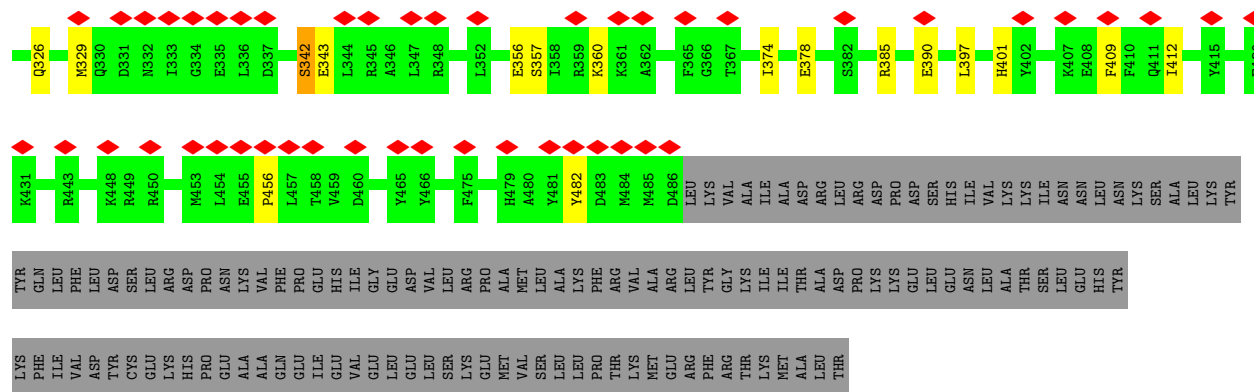 Q326 M329 Q330 D331 N332 I333 G334 E335 L336 D337 S342 E343 L344 R345 A346 L347 R348 L352 E356 S357 I358 R359 K360 K361 A362 F365 G366 T367 I374 E378 S382 R385 E390 L397 H401 Y402 K407 E408 F409 F410 Q411 I412 Y415
K431 R443 K448 R449 R450 M453 L454 E455 P456 L457 T458 V459 D460 Y465 Y466 F475 H479 A480 Y481 Y482 D483 M484 M485 D486 LEU LYS VAL ALA ILE ALA ASP ARG LEU ARG ASP PRO ASP SER HIS ILE VAL LYS LYS ILE ASN ASN LEU ASN LYS SER ALA LEU LYS TYR
TYR GLN LEU PHE LEU ASP SER LEU ARG ASP PRO ASN LYS VAL PHE PRO GLU HIS ILE GLY GLU ASP VAL LEU ARG PRO ALA MET LEU ALA LYS PHE ARG VAL ALA ARG LEU TYR GLY LYS ILE ILE THR ALA ASP PRO LYS LYS GLU LEU GLU ASN LEU ALA THR SER LEU GLU HIS TYR
LYS PHE ILE VAL ASP TYR CYS GLU LYS HIS PRO GLU ALA ALA GLN GLU ILE GLU VAL GLU LEU GLU LEU SER LYS GLU MET VAL SER LEU LEU PRO THR LYS MET GLU ARG PHE ARG THR LYS MET ALA LEU THR